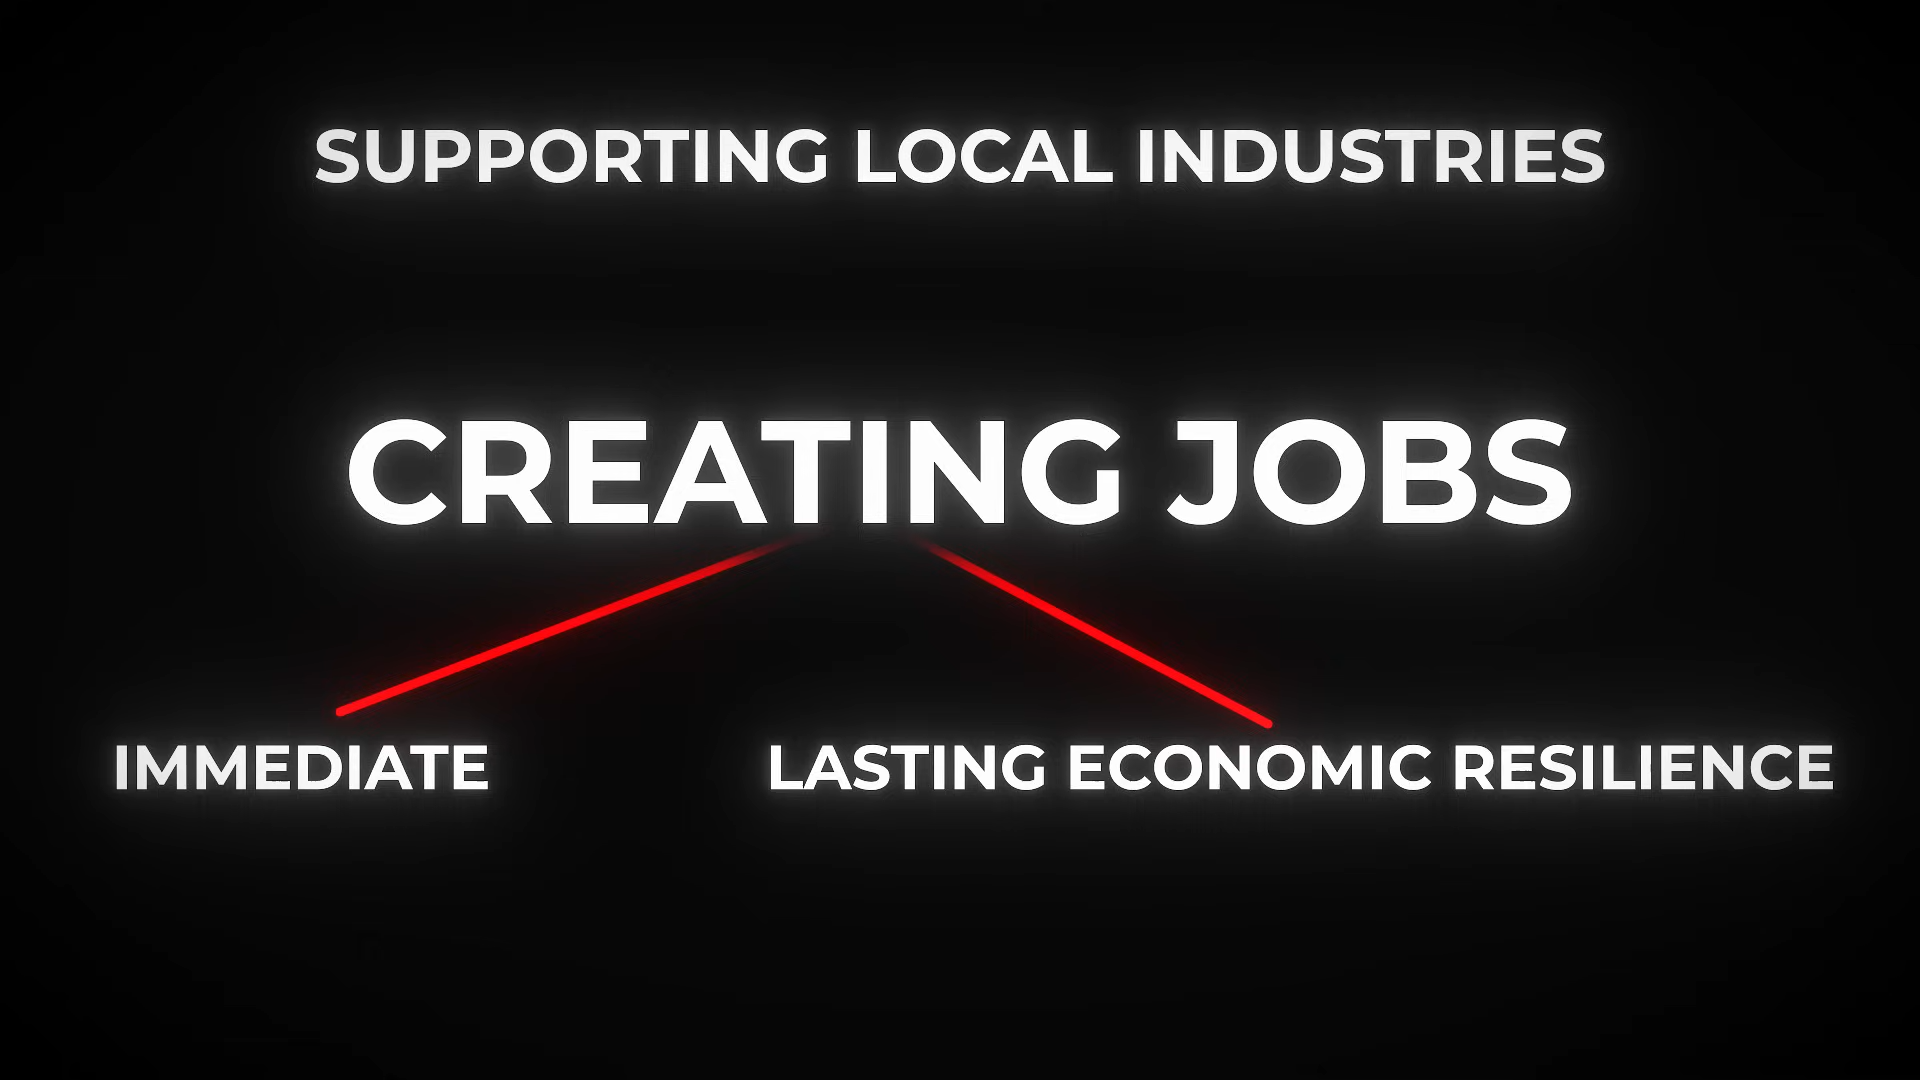 SUPPORTING LOCAL INDUSTRIES
CREATING JOBS
IMMEDIATE
LASTING ECONOMIC RESILIENCE